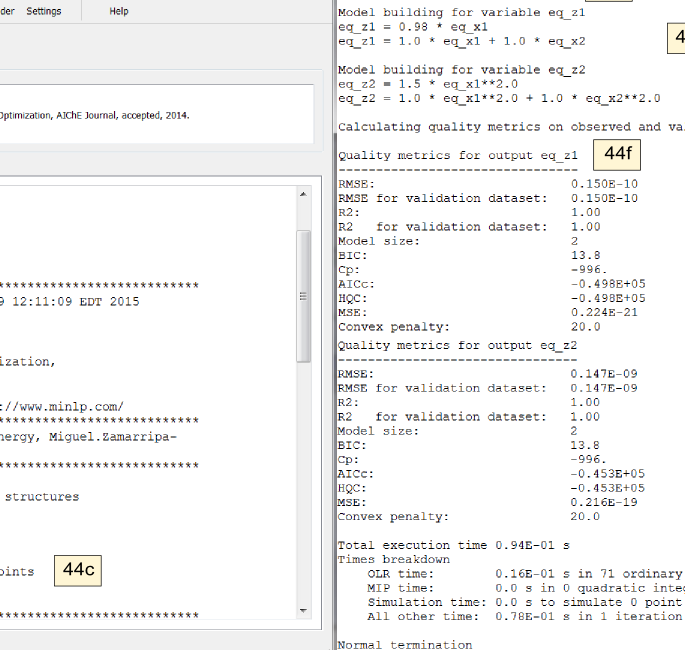 der Settings Help
Optimization, AIChE Journal, accepted, 2014.
***************************
9 12:11:09 EDT 2015
ization,
://www.minlp.com/
***************************
nergy, Miguel.Zamarripa-
***************************
structures
oints
44c
***************************
Model building for variable eq_z1
eq_z1 = 0.98 * eq_x1
eq_z1 = 1.0 * eq_x1 + 1.0 * eq_x2
4
Model building for variable eq_z2
eq_z2 = 1.5 * eq_x1**2.0
eq_z2 = 1.0 * eq_x1**2.0 + 1.0 * eq_x2**2.0
Calculating quality metrics on observed and va
Quality metrics for output eq_z1
44f
--------------------------------
RMSE: 0.150E-10
RMSE for validation dataset: 0.150E-10
R2: 1.00
R2 for validation dataset: 1.00
Model size: 2
BIC: 13.8
Cp: -996.
AICc: -0.498E+05
HQC: -0.498E+05
MSE: 0.224E-21
Convex penalty: 20.0
Quality metrics for output eq_z2
--------------------------------
RMSE: 0.147E-09
RMSE for validation dataset: 0.147E-09
R2: 1.00
R2 for validation dataset: 1.00
Model size: 2
BIC: 13.8
Cp: -996.
AICc: -0.453E+05
HQC: -0.453E+05
MSE: 0.216E-19
Convex penalty: 20.0
Total execution time 0.94E-01 s
Times breakdown
OLR time: 0.16E-01 s in 71 ordinary
MIP time: 0.0 s in 0 quadratic inte
Simulation time: 0.0 s to simulate 0 point
All other time: 0.78E-01 s in 1 iteration
Normal termination